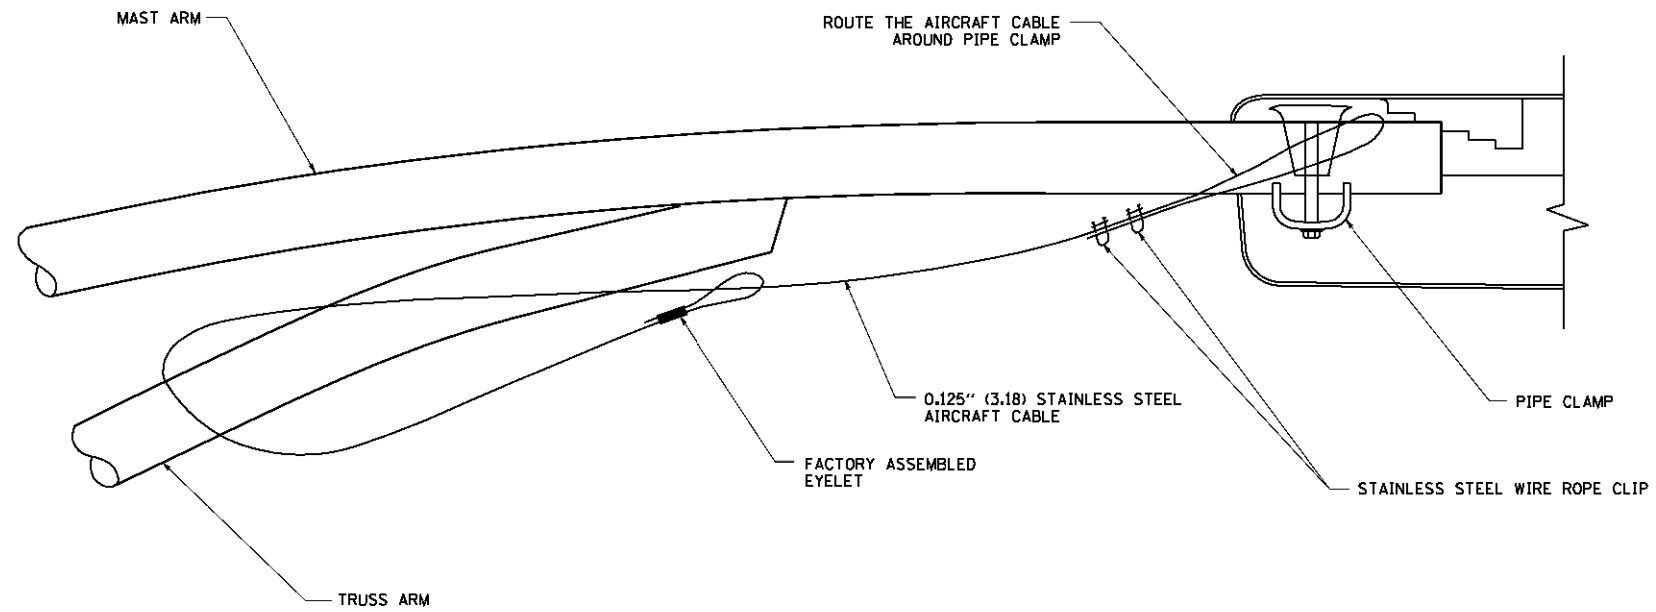 MAST ARM
ROUTE THE AIRCRAFT CABLE
AROUND PIPE CLAMP
0.125" (3.18) STAINLESS STEEL
AIRCRAFT CABLE
PIPE CLAMP
FACTORY ASSEMBLED
EYELET
STAINLESS STEEL WIRE ROPE CLIP
TRUSS ARM